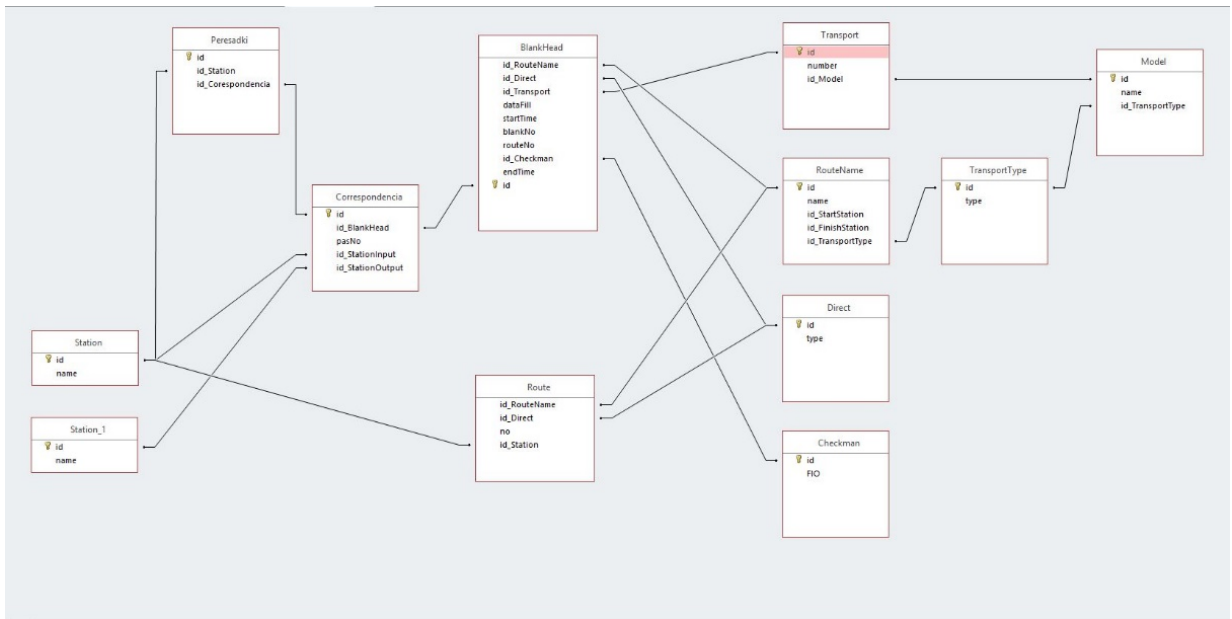 Peresadki
id
id_Station
id_Corespondencia
BlankHead
id_RouteName
id_Direct
id_Transport
dataFill
startTime
blankNo
routeNo
id_Checkman
endTime
id
Transport
id
number
id_Model
Model
id
name
id_TransportType
Correspondencia
id
id_BlankHead
pasNo
id_StationInput
id_StationOutput
RouteName
id
name
id_StartStation
id_FinishStation
id_TransportType
TransportType
id
type
Station
id
name
Direct
id
type
Route
id_RouteName
id_Direct
no
id_Station
Station_1
id
name
Checkman
id
FIO